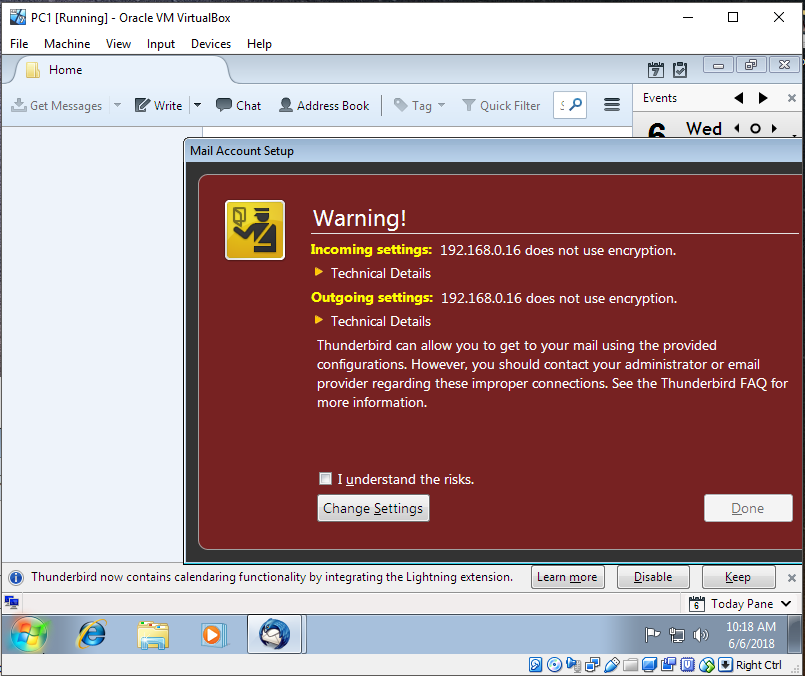 PC1 [Running] - Oracle VM VirtualBox
File Machine View Input Devices Help
Home
7
Get Messages Write Chat Address Book Tag Quick Filter
Events
6 Wed
Mail Account Setup
Warning!
Incoming settings: 192.168.0.16 does not use encryption.
Technical Details
Outgoing settings: 192.168.0.16 does not use encryption.
Technical Details
Thunderbird can allow you to get to your mail using the provided
configurations. However, you should contact your administrator or email
provider regarding these improper connections. See the Thunderbird FAQ for
more information.
I understand the risks.
Change Settings Done
Thunderbird now contains calendaring functionality by integrating the Lightning extension. Learn more Disable Keep
6 Today Pane
10:18 AM
6/6/2018
Right Ctrl